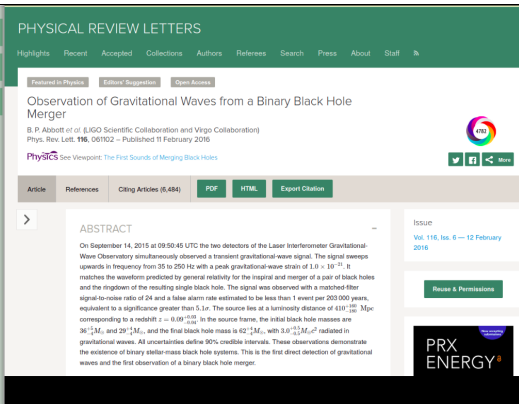 PHYSICAL REVIEW LETTERS
Highlights Recent Accepted Collections Authors Referees Search Press About Staff
Featured in Physics Editors' Suggestion Open Access
Observation of Gravitational Waves from a Binary Black Hole
Merger
B. P. Abbott et al. (LIGO Scientific Collaboration and Virgo Collaboration)
Phys. Rev. Lett. 116, 061102 – Published 11 February 2016
4783
Physics See Viewpoint: The First Sounds of Merging Black Holes
More
Article References Citing Articles (6,484) PDF HTML Export Citation
ABSTRACT
On September 14, 2015 at 09:50:45 UTC the two detectors of the Laser Interferometer Gravitational-
Wave Observatory simultaneously observed a transient gravitational-wave signal. The signal sweeps
upwards in frequency from 35 to 250 Hz with a peak gravitational-wave strain of 1.0 × 10⁻²¹. It
matches the waveform predicted by general relativity for the inspiral and merger of a pair of black holes
and the ringdown of the resulting single black hole. The signal was observed with a matched-filter
signal-to-noise ratio of 24 and a false alarm rate estimated to be less than 1 event per 203 000 years,
equivalent to a significance greater than 5.1σ. The source lies at a luminosity distance of 410⁺¹⁶⁰₋₁₈₀ Mpc
corresponding to a redshift z = 0.09⁺⁰·⁰³₋₀.₀₄. In the source frame, the initial black hole masses are
36⁺⁵₋₄M⊙ and 29⁺⁴₋₄M⊙, and the final black hole mass is 62⁺⁴₋₄M⊙, with 3.0⁺⁰·⁵₋₀.₅M⊙c² radiated in
gravitational waves. All uncertainties define 90% credible intervals. These observations demonstrate
the existence of binary stellar-mass black hole systems. This is the first direct detection of gravitational
waves and the first observation of a binary black hole merger.
Issue
Vol. 116, Iss. 6 — 12 February
2016
Reuse & Permissions
PRX
ENERGY